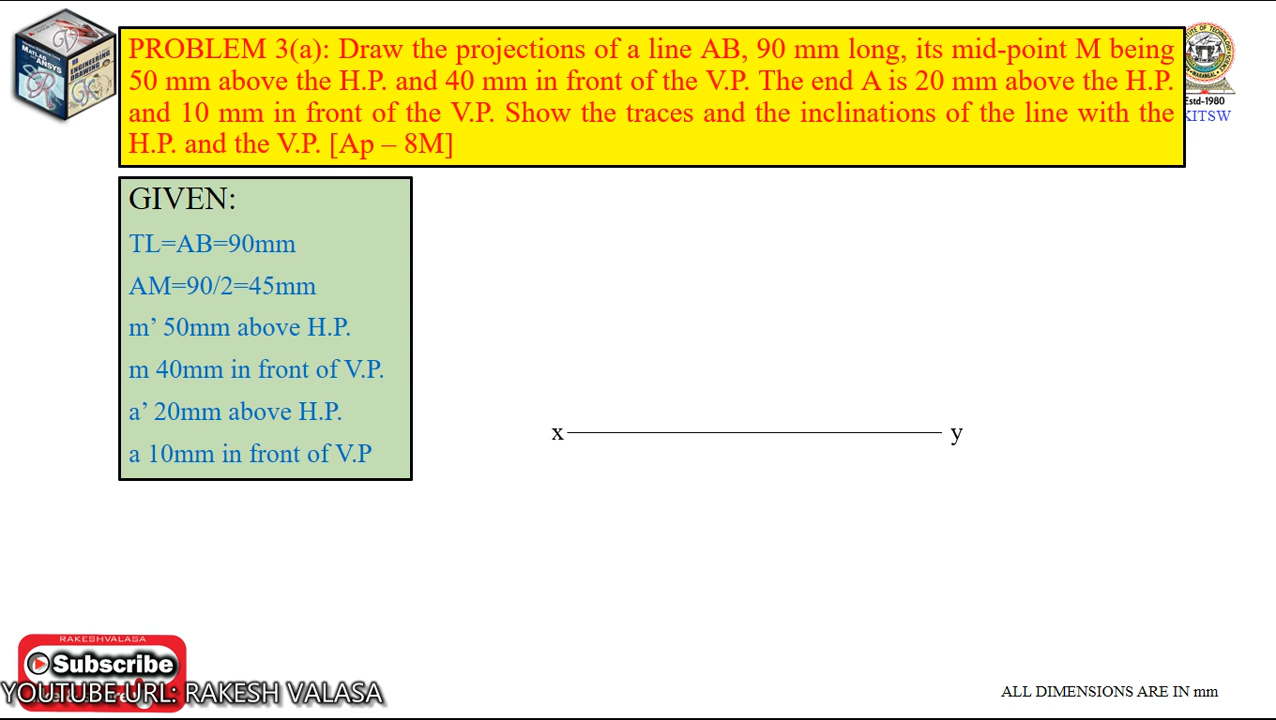 PROBLEM 3(a): Draw the projections of a line AB, 90 mm long, its mid-point M being
50 mm above the H.P. and 40 mm in front of the V.P. The end A is 20 mm above the H.P.
and 10 mm in front of the V.P. Show the traces and the inclinations of the line with the
H.P. and the V.P. [Ap – 8M]
Estd-1980
KITSW
GIVEN:
TL=AB=90mm
AM=90/2=45mm
m’ 50mm above H.P.
m 40mm in front of V.P.
a’ 20mm above H.P.
a 10mm in front of V.P
x y
RAKESHVALASA
Subscribe
YOUTUBE URL: RAKESH VALASA
ALL DIMENSIONS ARE IN mm